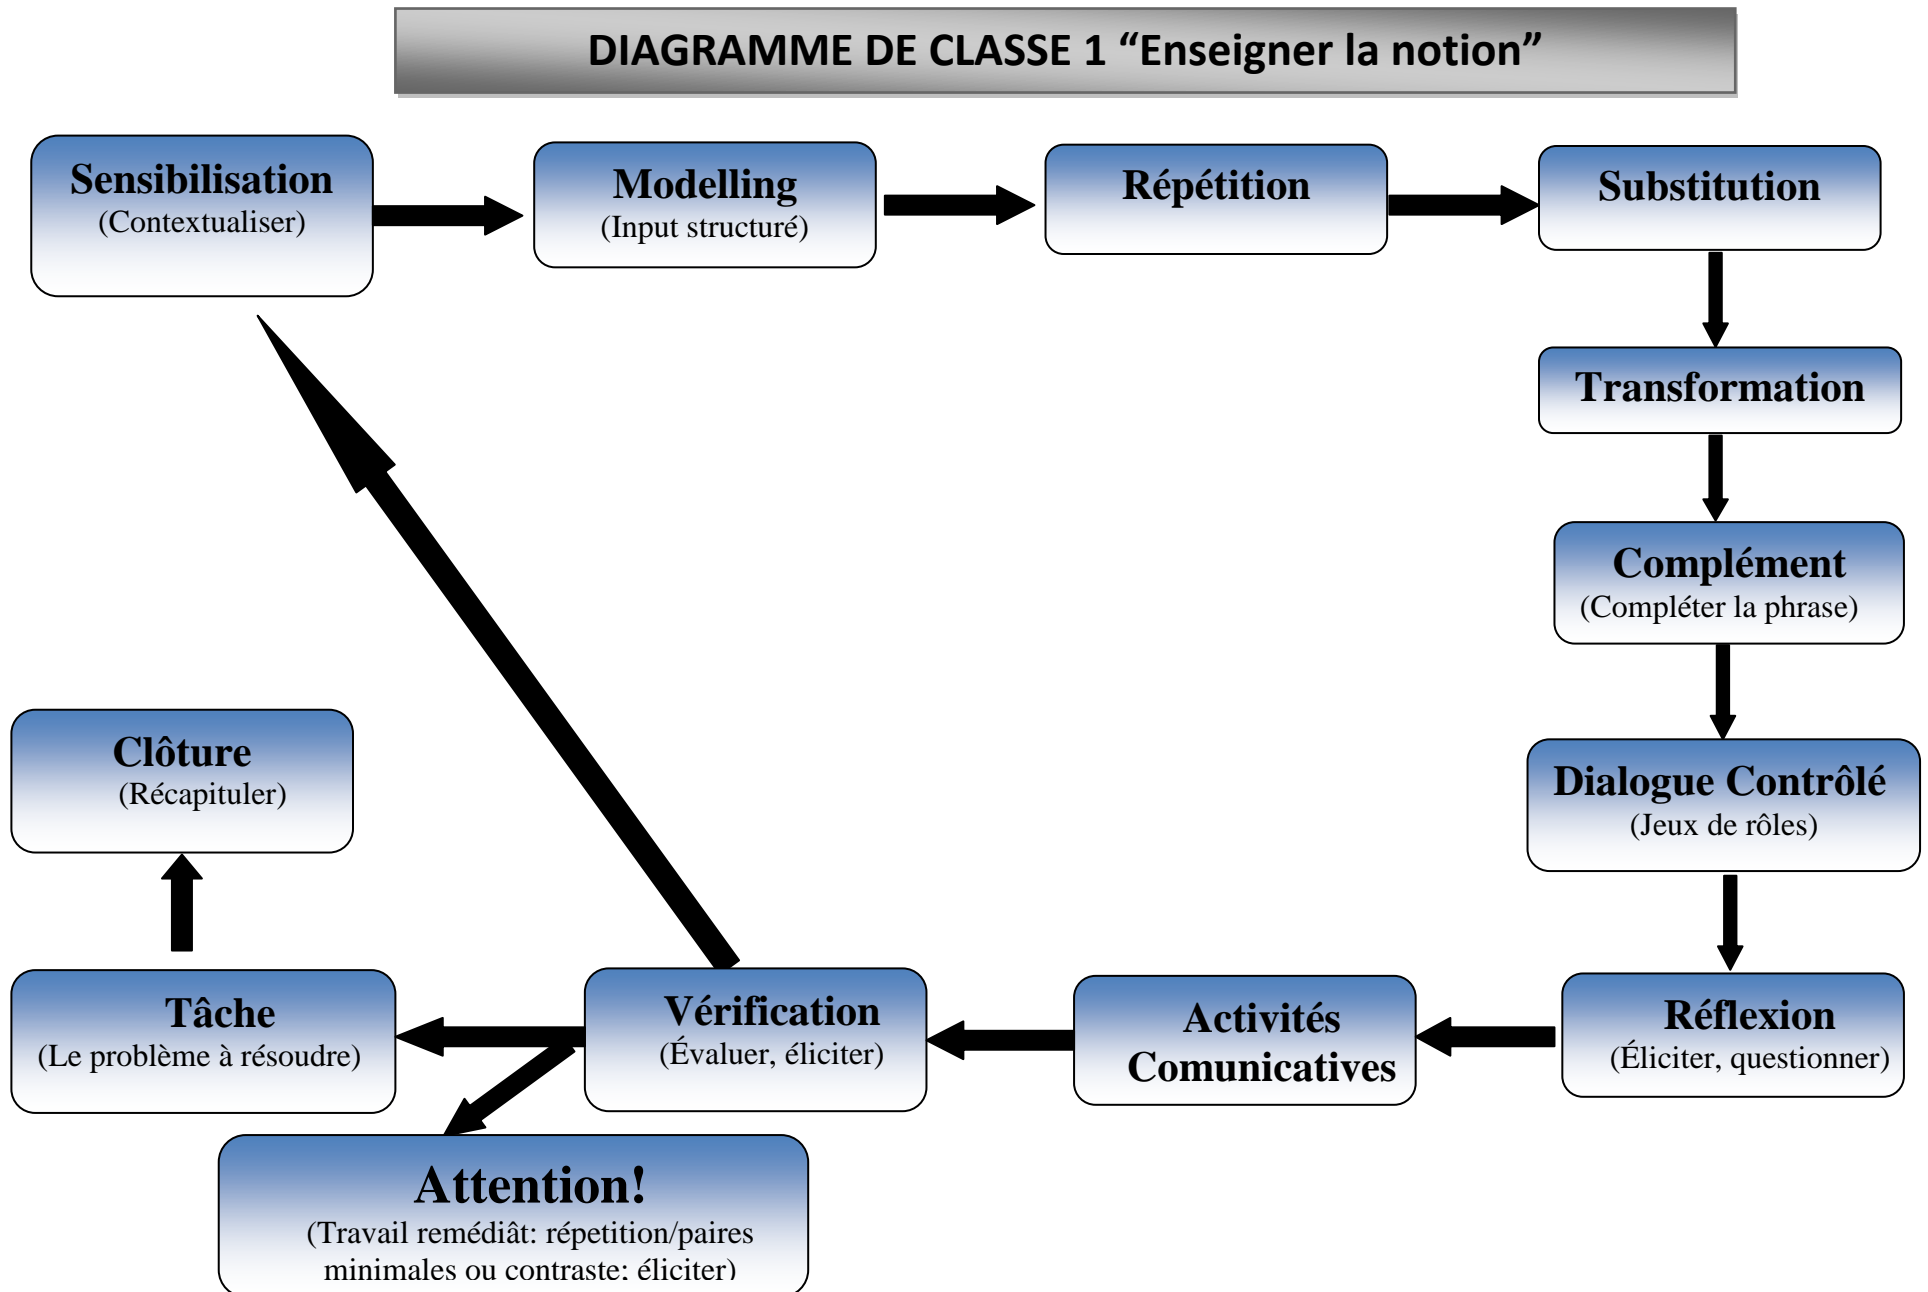 DIAGRAMME DE CLASSE 1 “Enseigner la notion”
Sensibilisation
(Contextualiser)
Modelling
(Input structuré)
Répétition
Substitution
Transformation
Complément
(Compléter la phrase)
Dialogue Contrôlé
(Jeux de rôles)
Réflexion
(Éliciter, questionner)
Activités
Comunicatives
Vérification
(Évaluer, éliciter)
Tâche
(Le problème à résoudre)
Clôture
(Récapituler)
Attention!
(Travail remédiât: répetition/paires
minimales ou contraste; éliciter)